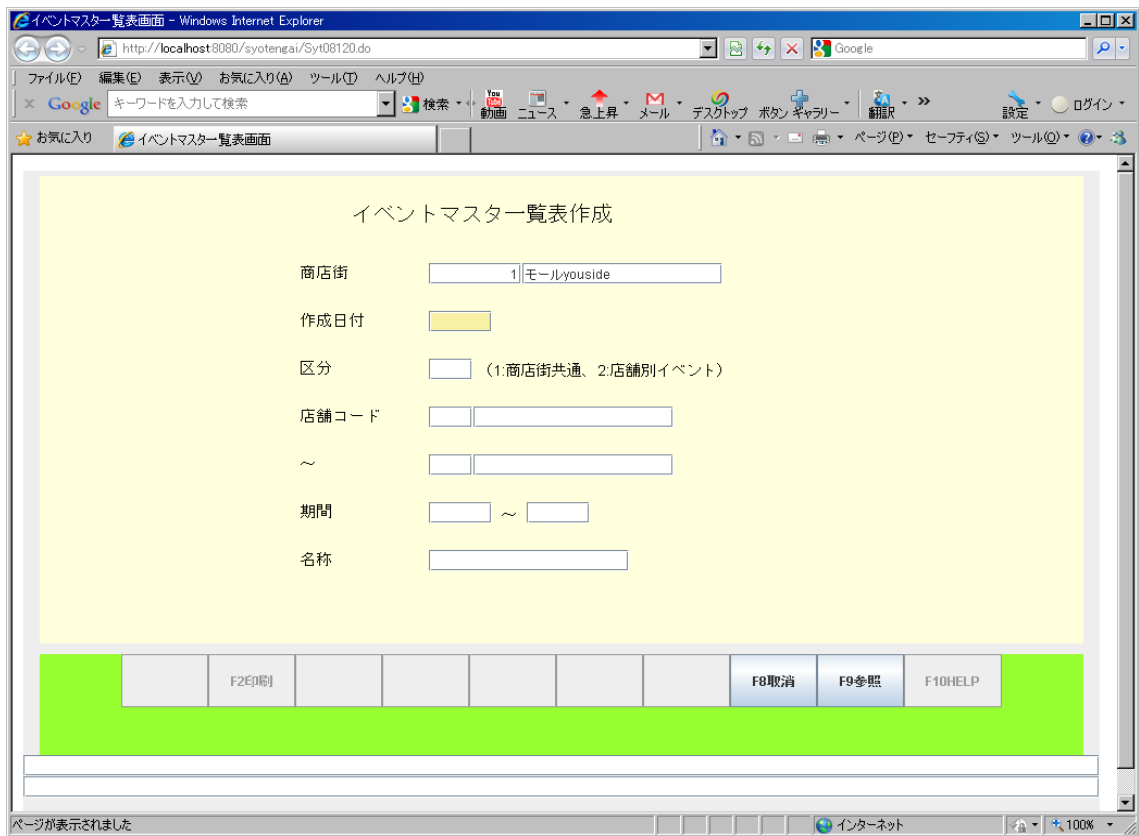 イベントマスタ一覧表画面 - Windows Internet Explorer
http://localhost:8080/syotengai/Syt08120.do
Google
ファイル(F) 編集(E) 表示(V) お気に入り(A) ツール(T) ヘルプ(H)
× Google キーワードを入力して検索 検索 You Tube 動画 ニュース 急上昇 メール デスクトップ ボタン ギャラリー 翻訳 » 設定 ログイン
お気に入り イベントマスタ一覧表画面 ページ(P) セーフティ(S) ツール(O)
イベントマスタ一覧表作成
商店街 1 モールyouside
作成日付
区分 (1:商店街共通、2:店舗別イベント)
店舗コード
～
期間 ～
名称
F2印刷 F8取消 F9参照 F10HELP
ページが表示されました インターネット 100%